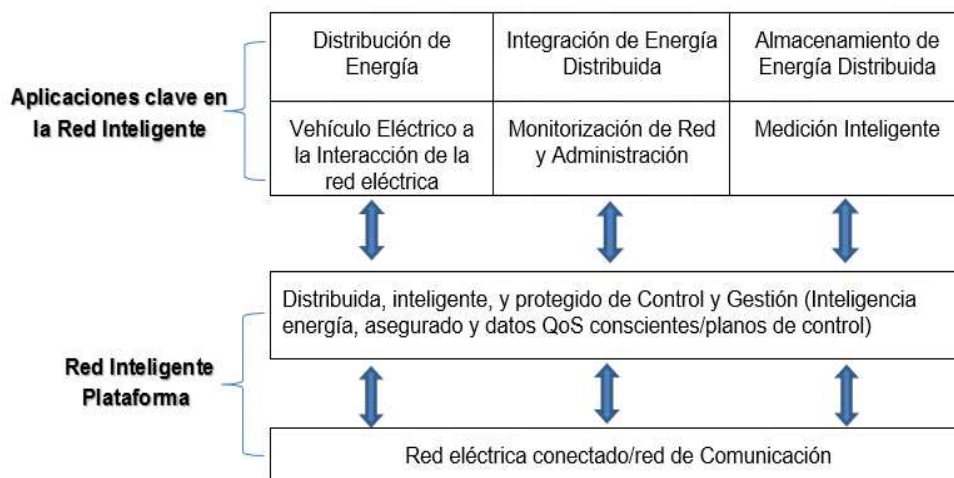 Aplicaciones clave en
la Red Inteligente
Distribución de
Energía
Integración de Energía
Distribuida
Almacenamiento de
Energía Distribuida
Vehículo Eléctrico a
la Interacción de la
red eléctrica
Monitorización de Red
y Administración
Medición Inteligente
Red Inteligente
Plataforma
Distribuida, inteligente, y protegido de Control y Gestión (Inteligencia
energía, asegurado y datos QoS conscientes/planos de control)
Red eléctrica conectado/red de Comunicación